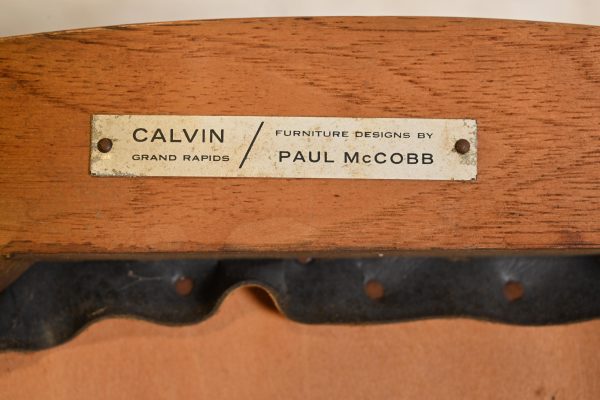 CALVIN / FURNITURE DESIGNS BY
GRAND RAPIDS / PAUL McCOBB